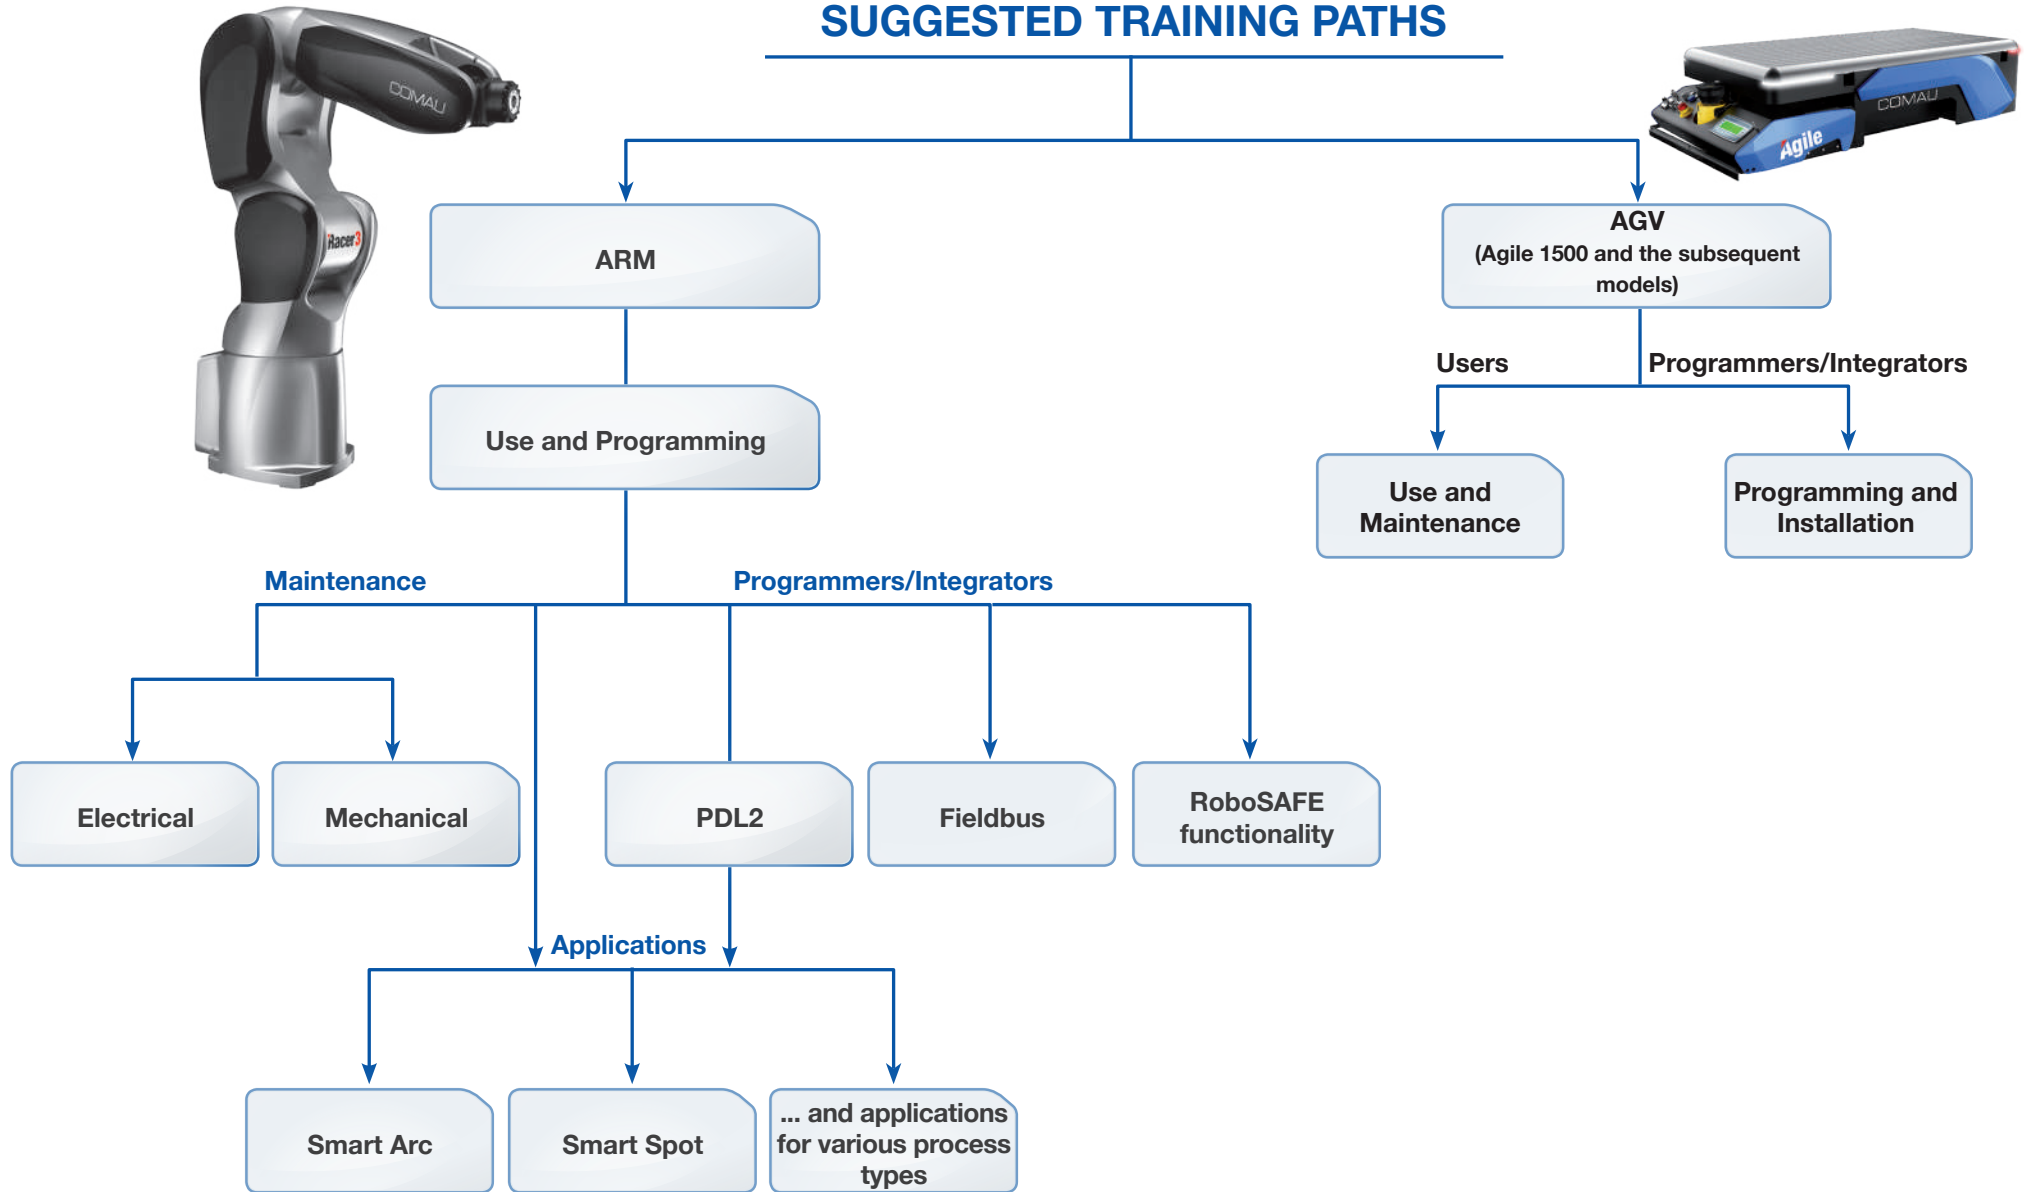 SUGGESTED TRAINING PATHS
COMAU
Racer3
COMAU
Agile
ARM
AGV
(Agile 1500 and the subsequent
models)
Users
Programmers/Integrators
Use and Programming
Use and
Maintenance
Programming and
Installation
Maintenance
Programmers/Integrators
Electrical
Mechanical
PDL2
Fieldbus
RoboSAFE
functionality
Applications
Smart Arc
Smart Spot
... and applications
for various process
types